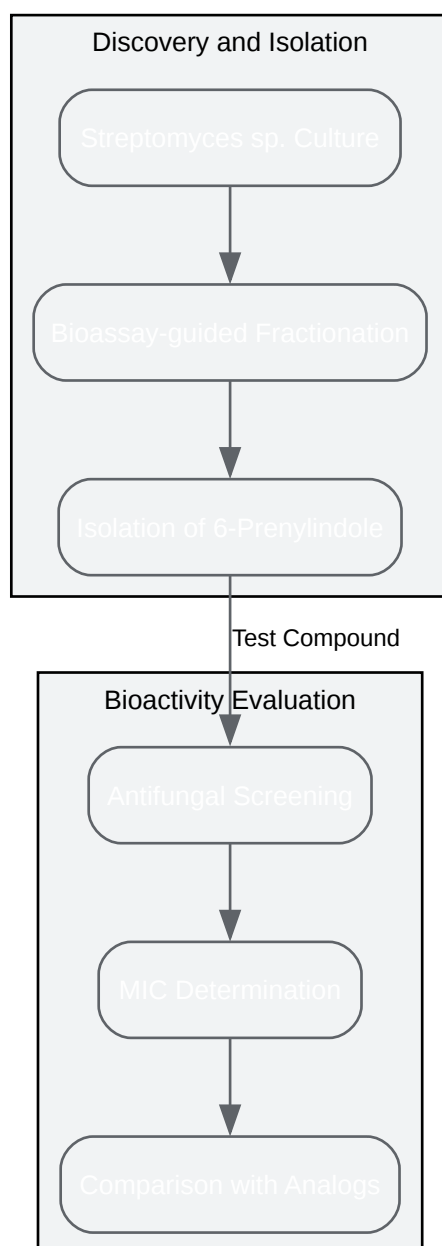 Discovery and Isolation
Streptomyces sp. Culture
Bioassay-guided Fractionation
Isolation of 6-Prenylindole
Test Compound
Bioactivity Evaluation
Antifungal Screening
MIC Determination
Comparison with Analogs